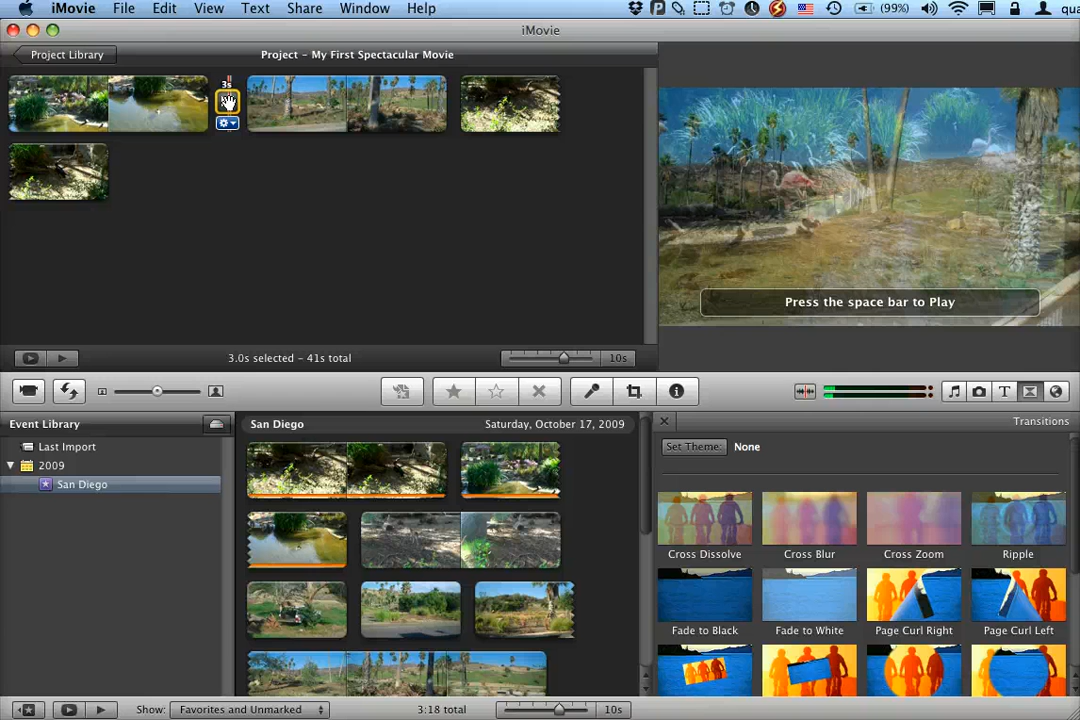 iMovie File Edit View Text Share Window Help (99%) qua
iMovie
Project Library
Project - My First Spectacular Movie
3s
Press the space bar to Play
3.0s selected - 41s total
10s
Event Library
San Diego
Saturday, October 17, 2009
Transitions
Last Import
2009
San Diego
Set Theme: None
Cross Dissolve
Cross Blur
Cross Zoom
Ripple
Fade to Black
Fade to White
Page Curl Right
Page Curl Left
Show: Favorites and Unmarked
3:18 total
10s